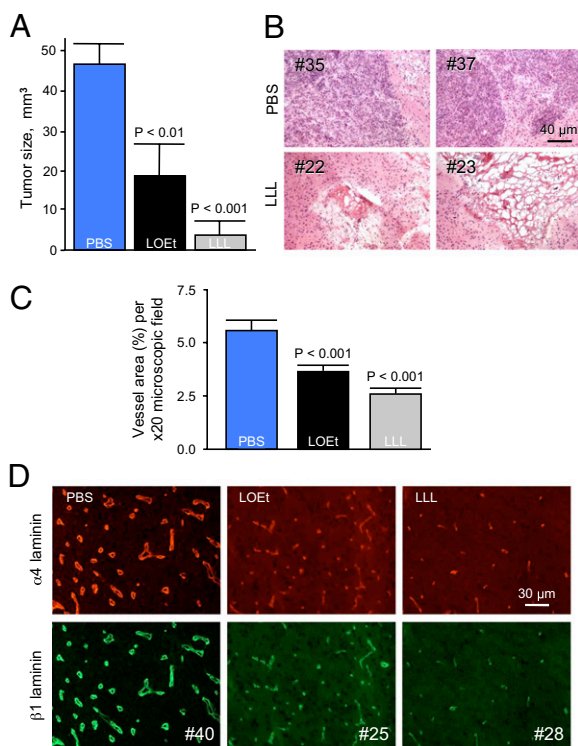 A
Tumor size, mm³
50
40
30
20
10
0
P < 0.01
P < 0.001
PBS
LOEt
LLL
B
PBS
LLL
#35
#37
40 µm
#22
#23
C
Vessel area (%) per
x20 microscopic field
7.5
5.0
2.5
0.0
P < 0.001
P < 0.001
PBS
LOEt
LLL
D
PBS
LOEt
LLL
α4 laminin
30 µm
β1 laminin
#40
#25
#28